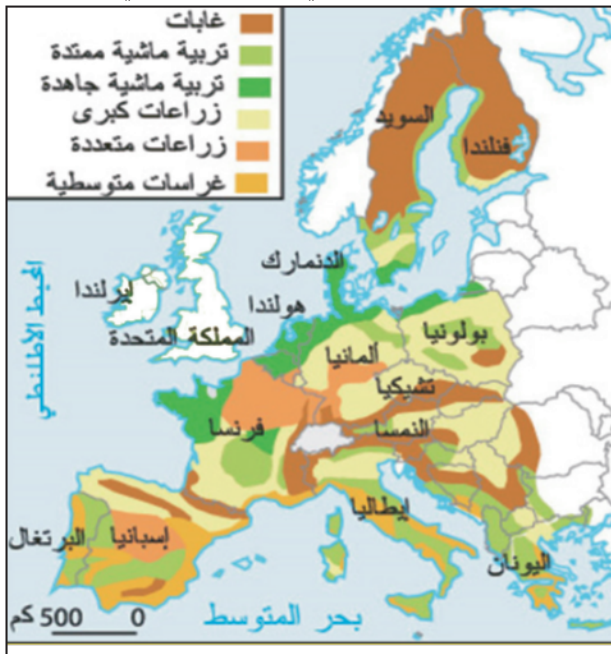 غابات
تربية ماشية ممتدة
تربية ماشية جاهدة
زراعات كبرى
زراعات متعددة
غراسات متوسطية
السويد
فنلندا
الدنمارك
إيرلندا
هولندا
المملكة المتحدة
المحيط الأطلنطي
بولونيا
ألمانيا
تشيكيا
النمسا
فرنسا
إيطاليا
إسبانيا
البرتغال
اليونان
بحر المتوسط
0 500 كم